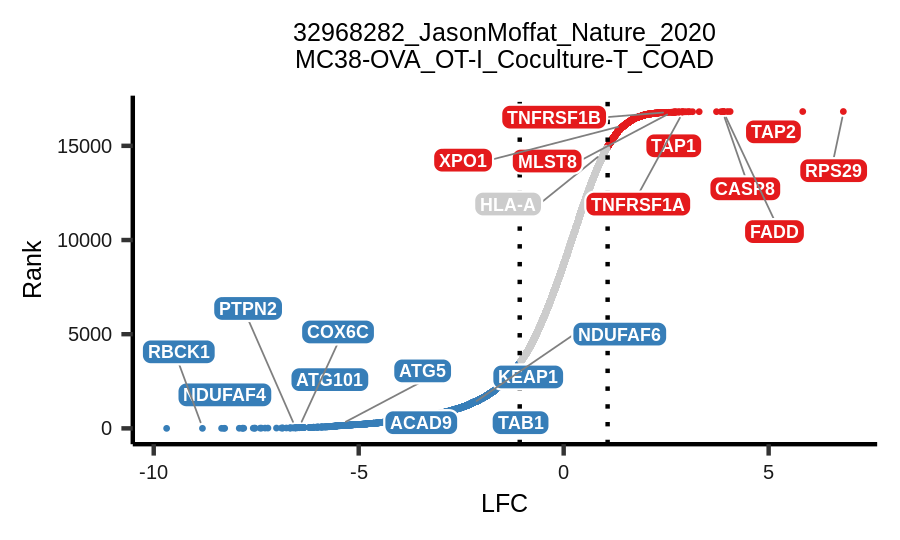 32968282_JasonMoffat_Nature_2020
MC38-OVA_OT-I_Coculture-T_COAD
TNFRSF1B
XPO1
MLST8
TAP1
TAP2
RPS29
CASP8
HLA-A
TNFRSF1A
FADD
PTPN2
COX6C
NDUFAF6
RBCK1
ATG5
ATG101
KEAP1
NDUFAF4
ACAD9
TAB1
Rank
15000
10000
5000
0
-10
-5
0
5
LFC